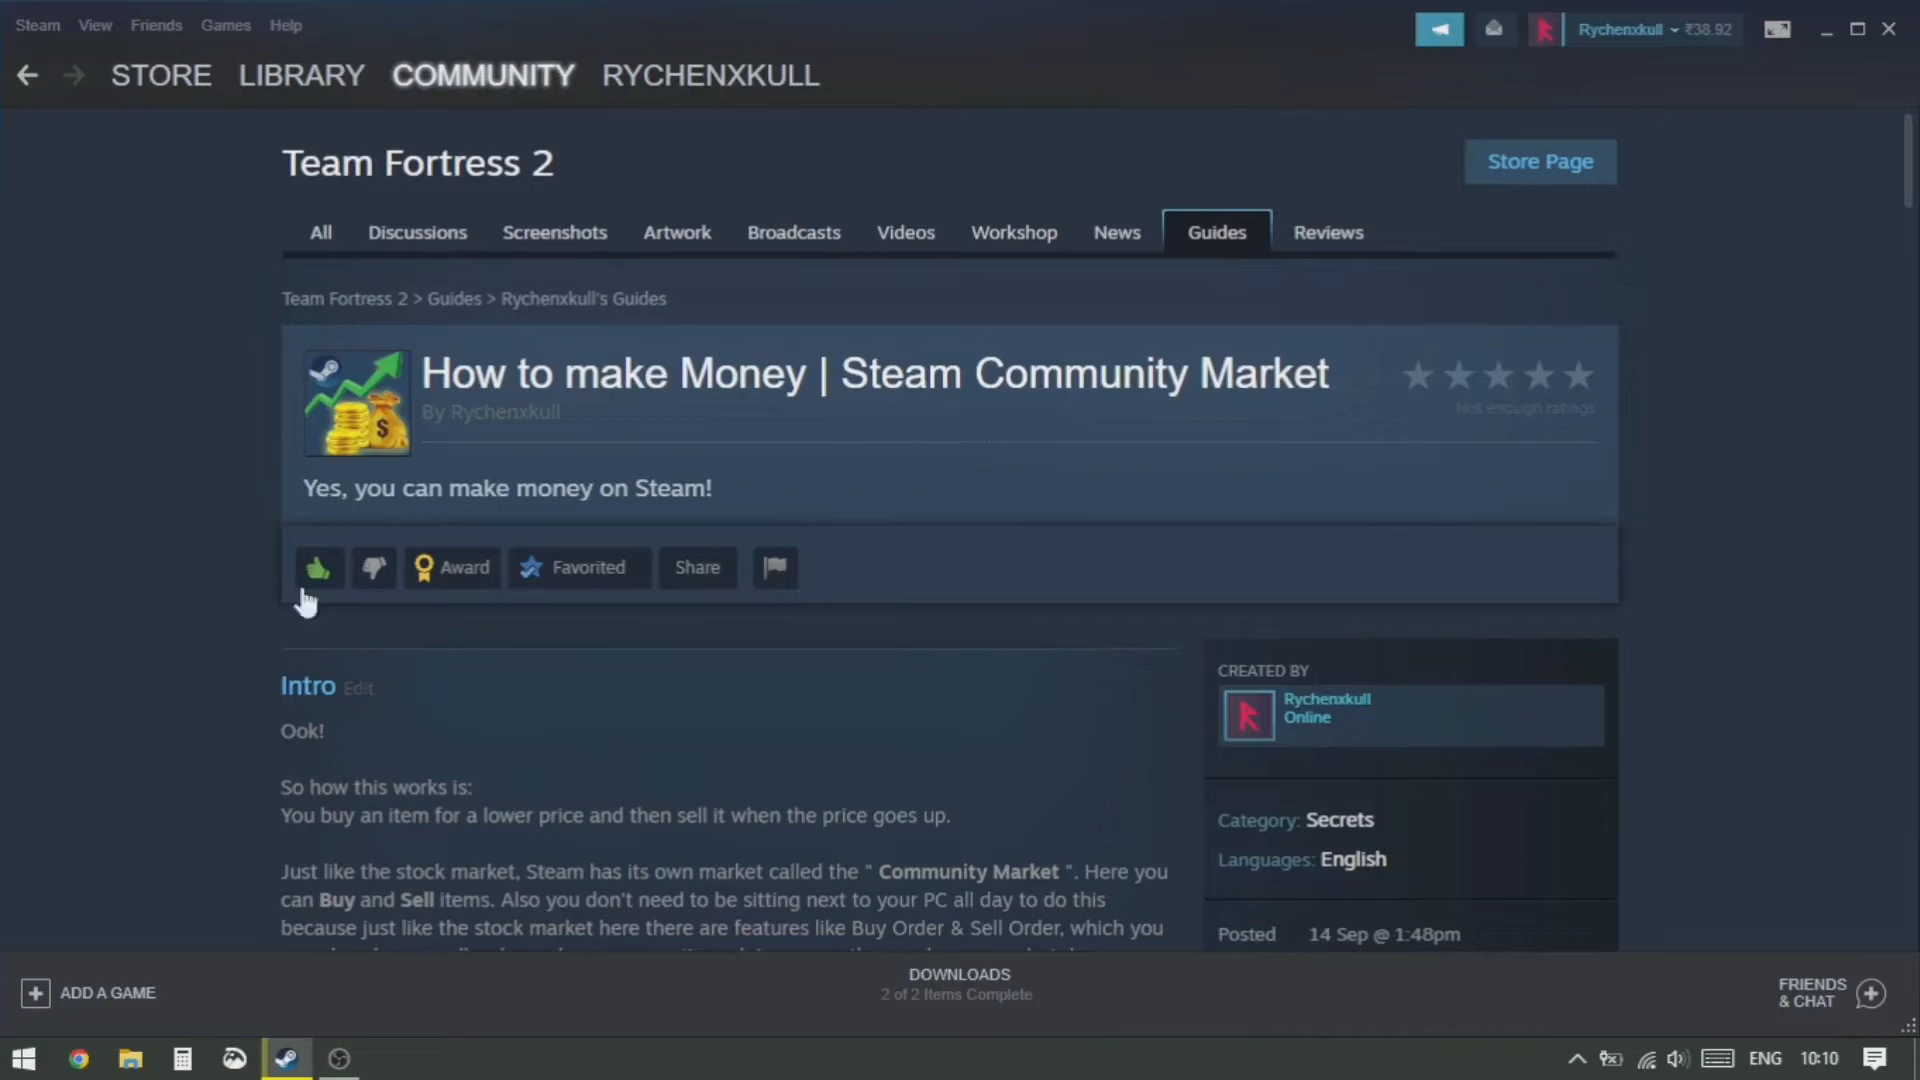 Steam View Friends Games Help
Rychenxkull ₹38.92
STORE LIBRARY COMMUNITY RYCHENXKULL
Team Fortress 2
Store Page
All Discussions Screenshots Artwork Broadcasts Videos Workshop News Guides Reviews
Team Fortress 2 > Guides > Rychenxkull's Guides
How to make Money | Steam Community Market
By Rychenxkull
Not enough ratings
Yes, you can make money on Steam!
Award Favorited Share
Intro Edit
Ook!
So how this works is:
You buy an item for a lower price and then sell it when the price goes up.
Just like the stock market, Steam has its own market called the " Community Market ". Here you
can Buy and Sell items. Also you don't need to be sitting next to your PC all day to do this
because just like the stock market here there are features like Buy Order & Sell Order, which you
CREATED BY
Rychenxkull
Online
Category: Secrets
Languages: English
Posted 14 Sep @ 1:48pm
ADD A GAME
DOWNLOADS
2 of 2 Items Complete
FRIENDS
& CHAT
ENG 10:10